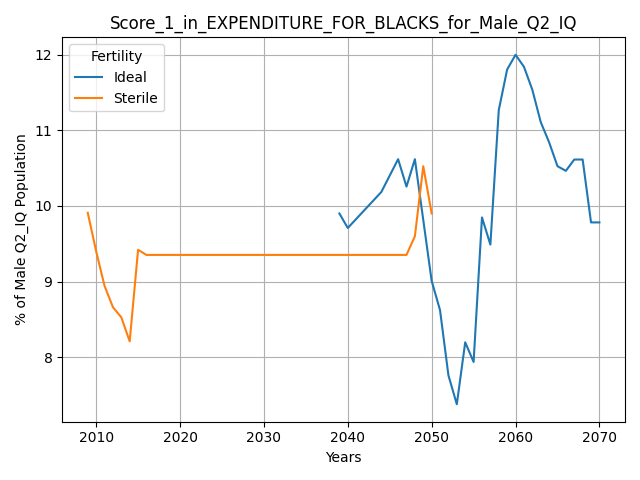 Score_1_in_EXPENDITURE_FOR_BLACKS_for_Male_Q2_IQ
Fertility
Ideal
Sterile
% of Male Q2_IQ Population
12
11
10
9
8
2010 2020 2030 2040 2050 2060 2070
Years